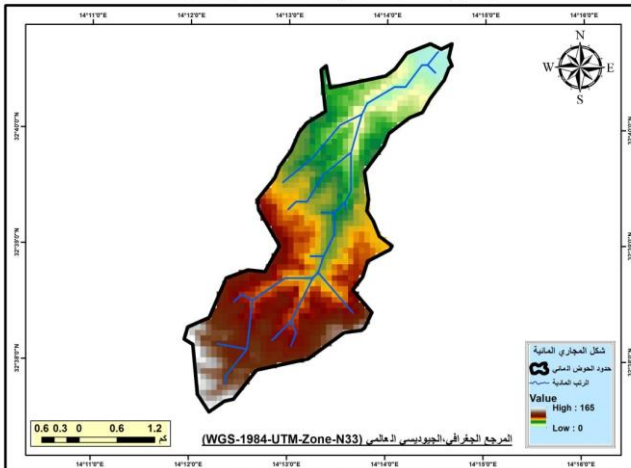 14°11'0"E 14°12'0"E 14°13'0"E 14°14'0"E 14°15'0"E 14°16'0"E
N
W E
S
شكل المجاري المائية
حدود الحوض المائي
الرتب المائية
Value
High : 165
Low : 0
0.6 0.3 0 0.6 1.2
كم
المرجع الجغرافي،الجيوديسي العالمي (WGS-1984-UTM-Zone-N33)
14°11'0"E 14°12'0"E 14°13'0"E 14°14'0"E 14°15'0"E 14°16'0"E